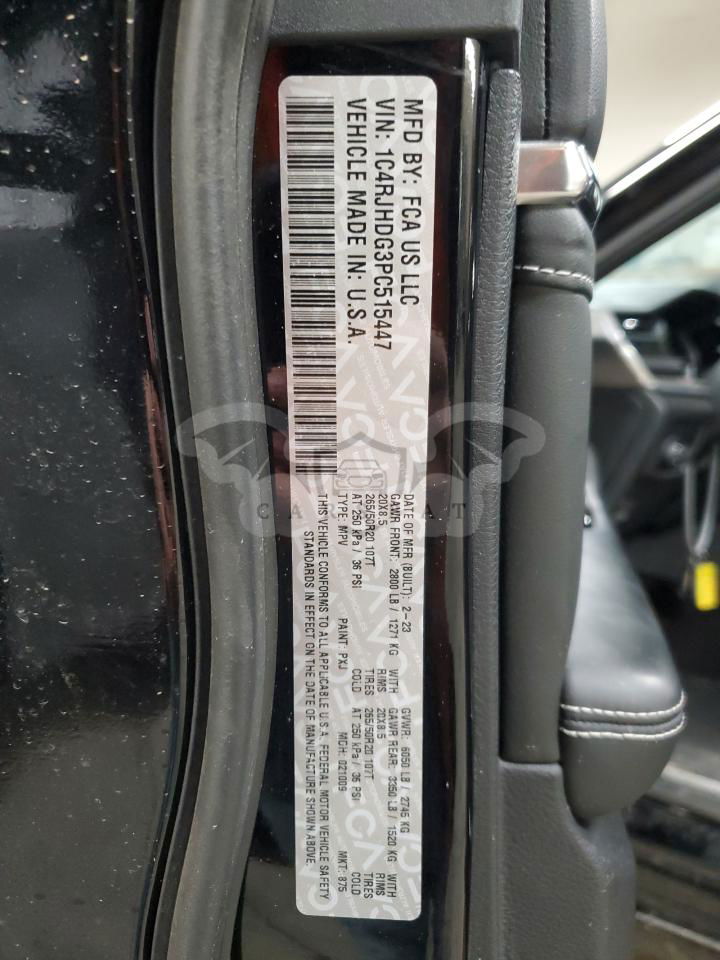 MFD BY: FCA US LLC
VIN: 1C4RJHDG3PC515447
VEHICLE MADE IN: U.S.A.
DATE OF MFR (BUILT): 2-23 GVWR: 6050 LB / 2745 KG
GAWR FRONT: 2800 LB / 1271 KG WITH GAWR REAR: 3350 LB / 1520 KG WITH
20X8.5 RIMS 20X8.5 RIMS
265/50R20 107T TIRES 265/50R20 107T TIRES
AT 250 kPa / 36 PSI COLD AT 250 kPa / 36 PSI COLD
TYPE: MPV PAINT: PXJ MDH: 021009 MKT: 875
THIS VEHICLE CONFORMS TO ALL APPLICABLE U.S.A. FEDERAL MOTOR VEHICLE SAFETY
STANDARDS IN EFFECT ON THE DATE OF MANUFACTURE SHOWN ABOVE.